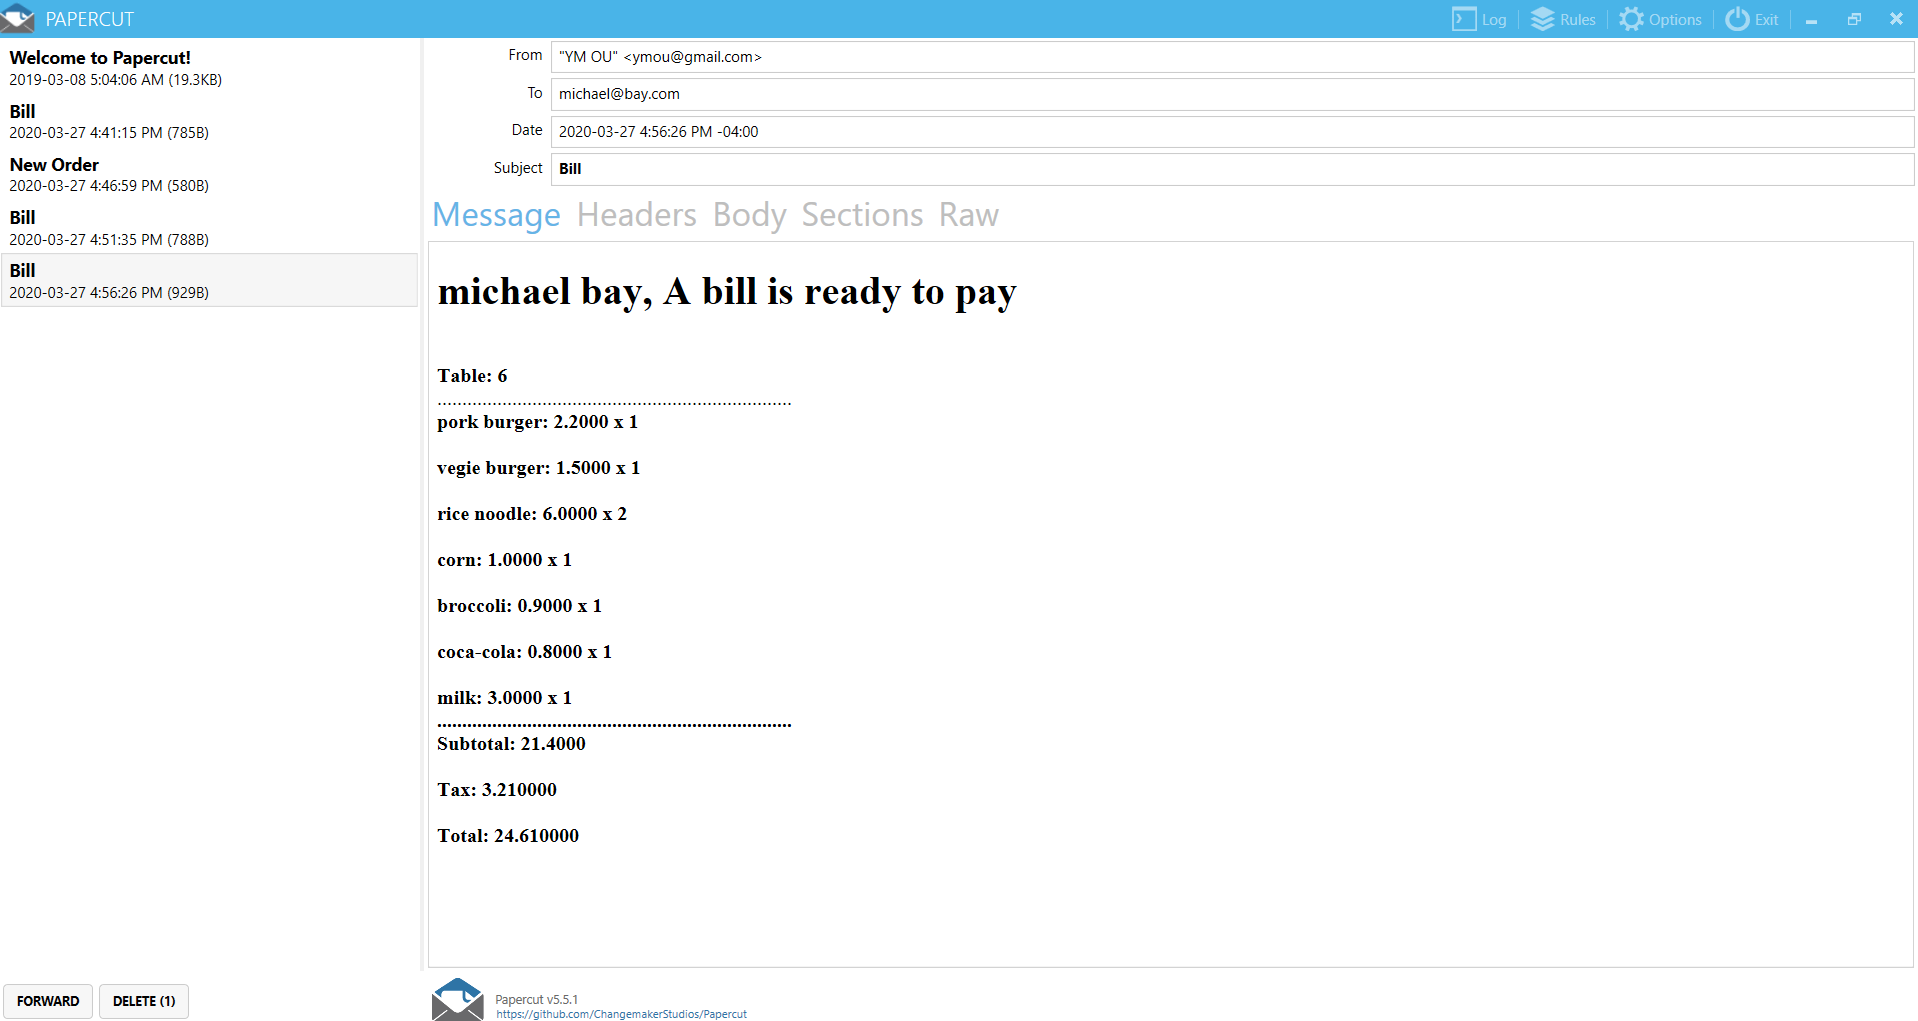 PAPERCUT
Log
Rules
Options
Exit
Welcome to Papercut!
2019-03-08 5:04:06 AM (19.3KB)
Bill
2020-03-27 4:41:15 PM (785B)
New Order
2020-03-27 4:46:59 PM (580B)
Bill
2020-03-27 4:51:35 PM (788B)
Bill
2020-03-27 4:56:26 PM (929B)
From "YM OU" <ymou@gmail.com>
To michael@bay.com
Date 2020-03-27 4:56:26 PM -04:00
Subject Bill
Message Headers Body Sections Raw
michael bay, A bill is ready to pay
Table: 6
.......................................................................
pork burger: 2.2000 x 1
vegie burger: 1.5000 x 1
rice noodle: 6.0000 x 2
corn: 1.0000 x 1
broccoli: 0.9000 x 1
coca-cola: 0.8000 x 1
milk: 3.0000 x 1
.......................................................................
Subtotal: 21.4000
Tax: 3.210000
Total: 24.610000
FORWARD
DELETE (1)
Papercut v5.5.1
https://github.com/ChangemakerStudios/Papercut